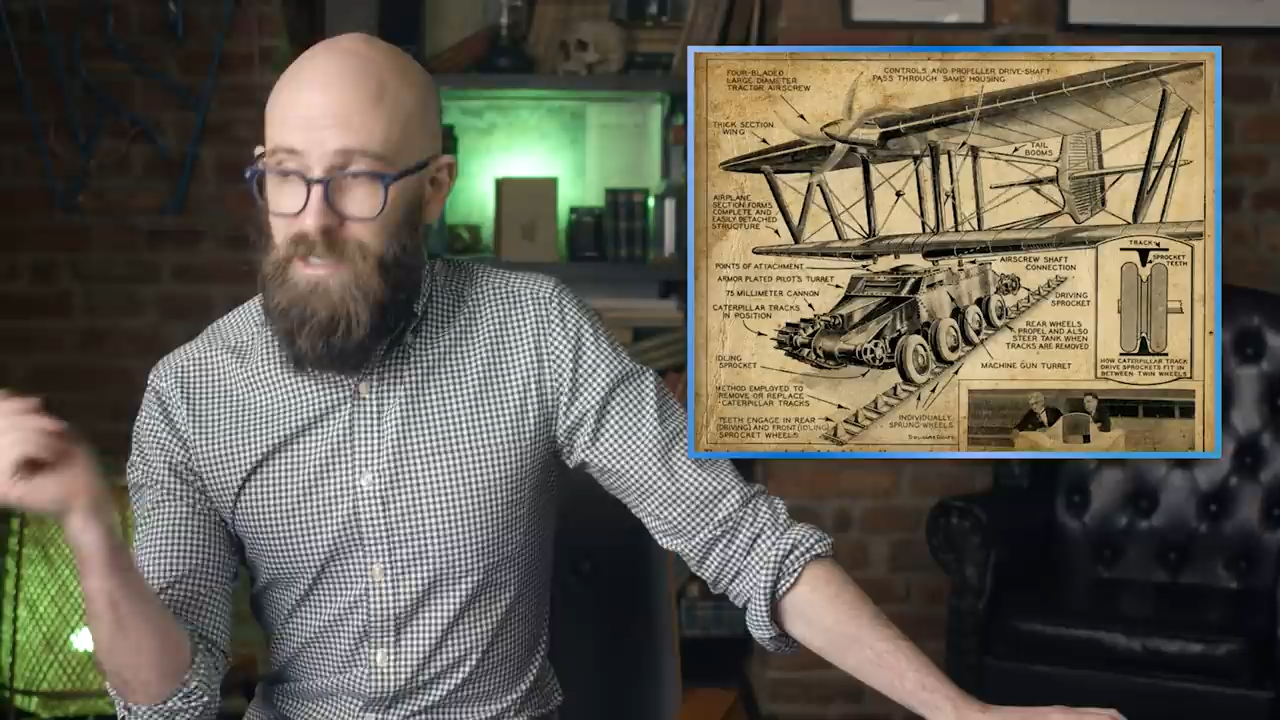 FOUR-BLADED
LARGE DIAMETER
TRACTOR AIRSCREW
CONTROLS AND PROPELLER DRIVE-SHAFT
PASS THROUGH SAME HOUSING
THICK SECTION
WING
TAIL
BOOMS
AIRPLANE
SECTION FORMS
COMPLETE AND
EASILY DETACHED
STRUCTURE
TRACK
SPROCKET
TEETH
POINTS OF ATTACHMENT
AIRSCREW SHAFT
CONNECTION
ARMOR PLATED PILOT'S TURRET
75 MILLIMETER CANNON
CATERPILLAR TRACKS
IN POSITION
DRIVING
SPROCKET
REAR WHEELS
PROPEL AND ALSO
STEER TANK WHEN
TRACKS ARE REMOVED
IDLING
SPROCKET
MACHINE GUN TURRET
HOW CATERPILLAR TRACK
DRIVE SPROCKETS FIT IN
BETWEEN TWIN WHEELS
METHOD EMPLOYED TO
REMOVE OR REPLACE
CATERPILLAR TRACKS
TEETH ENGAGE IN REAR
(DRIVING) AND FRONT (IDLING)
SPROCKET WHEELS
INDIVIDUALLY
SPRUNG WHEELS